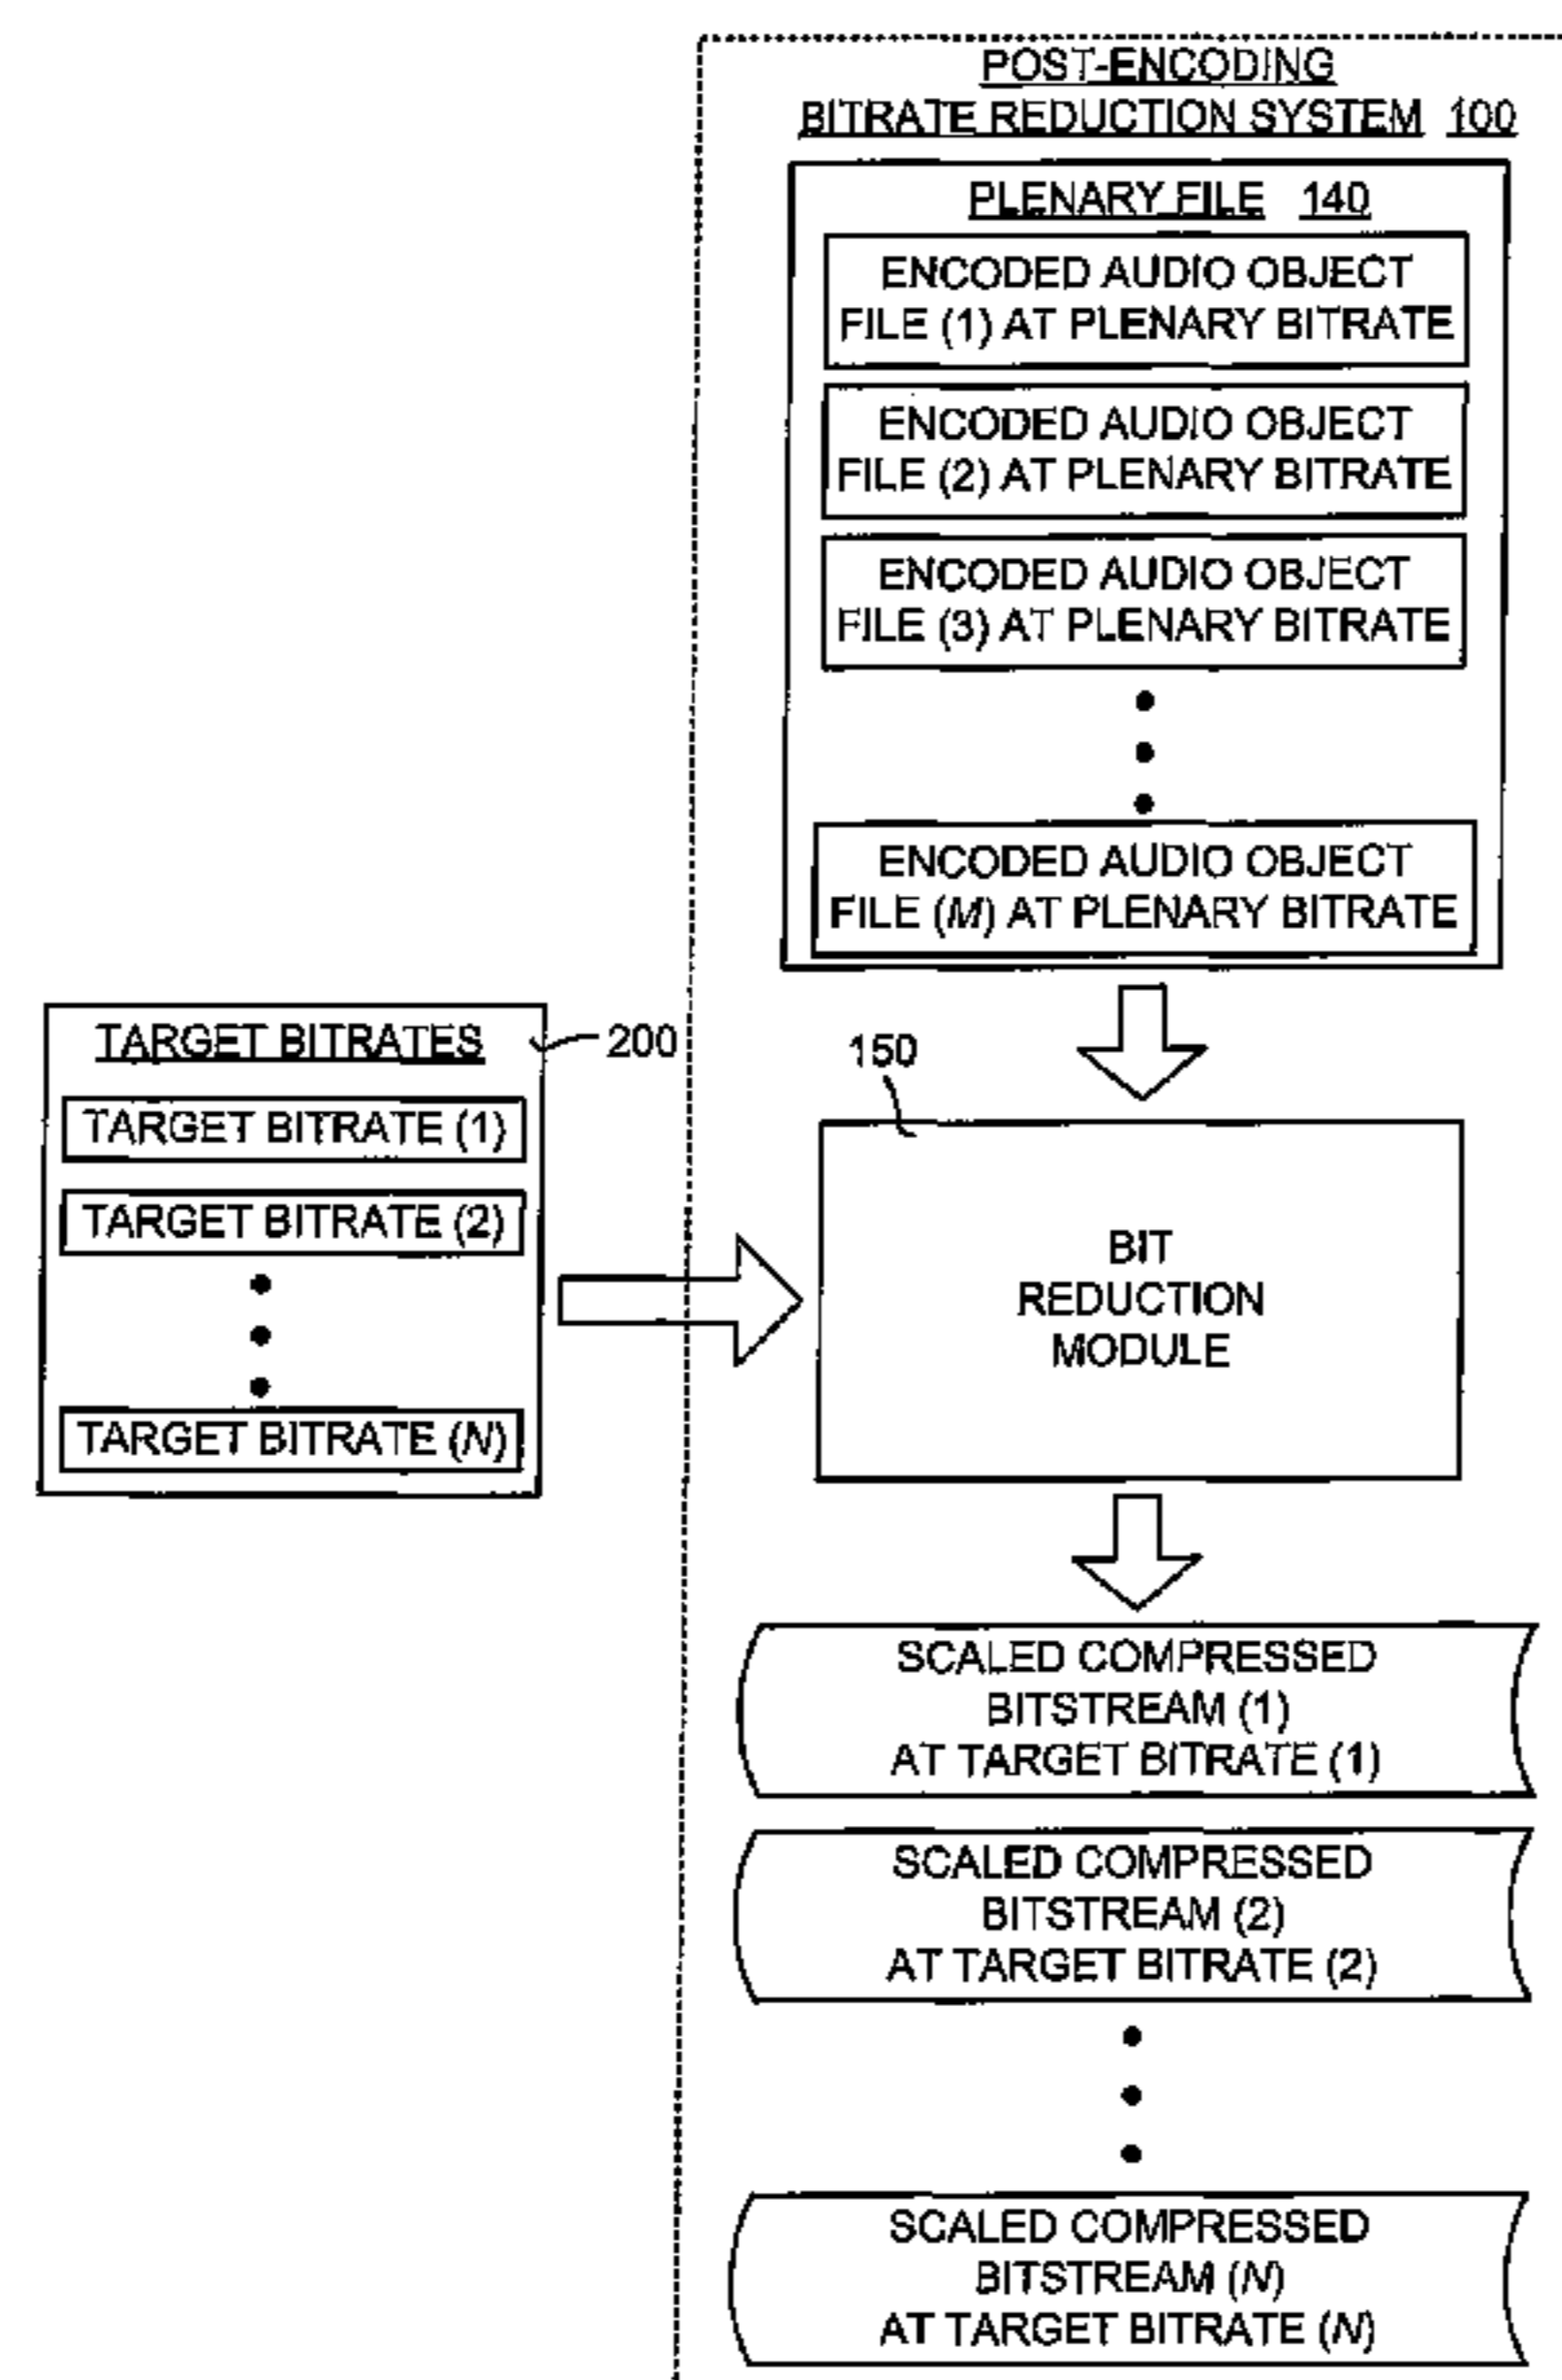 POST-ENCODING
BITRATE REDUCTION SYSTEM 100
PLENARY FILE 140
ENCODED AUDIO OBJECT
FILE (1) AT PLENARY BITRATE
ENCODED AUDIO OBJECT
FILE (2) AT PLENARY BITRATE
ENCODED AUDIO OBJECT
FILE (3) AT PLENARY BITRATE
ENCODED AUDIO OBJECT
FILE (M) AT PLENARY BITRATE
TARGET BITRATES
200
TARGET BITRATE (1)
TARGET BITRATE (2)
TARGET BITRATE (N)
150
BIT
REDUCTION
MODULE
SCALED COMPRESSED
BITSTREAM (1)
AT TARGET BITRATE (1)
SCALED COMPRESSED
BITSTREAM (2)
AT TARGET BITRATE (2)
SCALED COMPRESSED
BITSTREAM (N)
AT TARGET BITRATE (N)